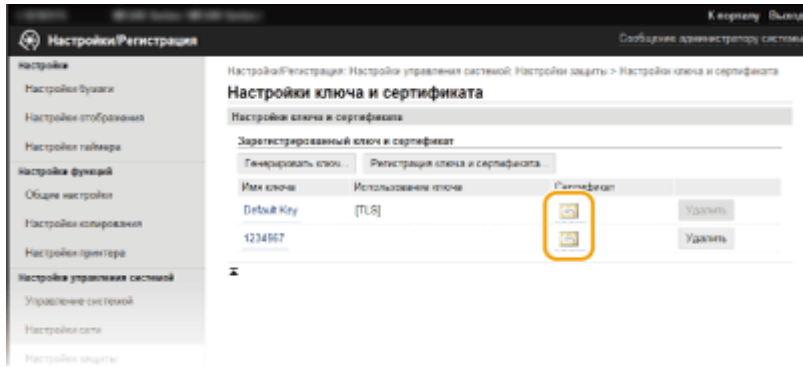 К порталу Выход
Настройки/Регистрация
Сообщение администратору системы
Настройки
Настройки/Регистрация: Настройки управления системой: Настройки защиты > Настройки ключа и сертификата
Настройки бумаги
Настройки ключа и сертификата
Настройки отображения
Настройки ключа и сертификата
Настройки таймера
Зарегистрированный ключ и сертификат
Настройки функций
Генерировать ключ... Регистрация ключа и сертификата...
Общие настройки
Имя ключа Использование ключа Сертификат
Default Key [TLS] Удалить
Настройки копирования
1234567 Удалить
Настройки принтера
Настройки управления системой
Управление системой
Настройки сети
Настройки защиты